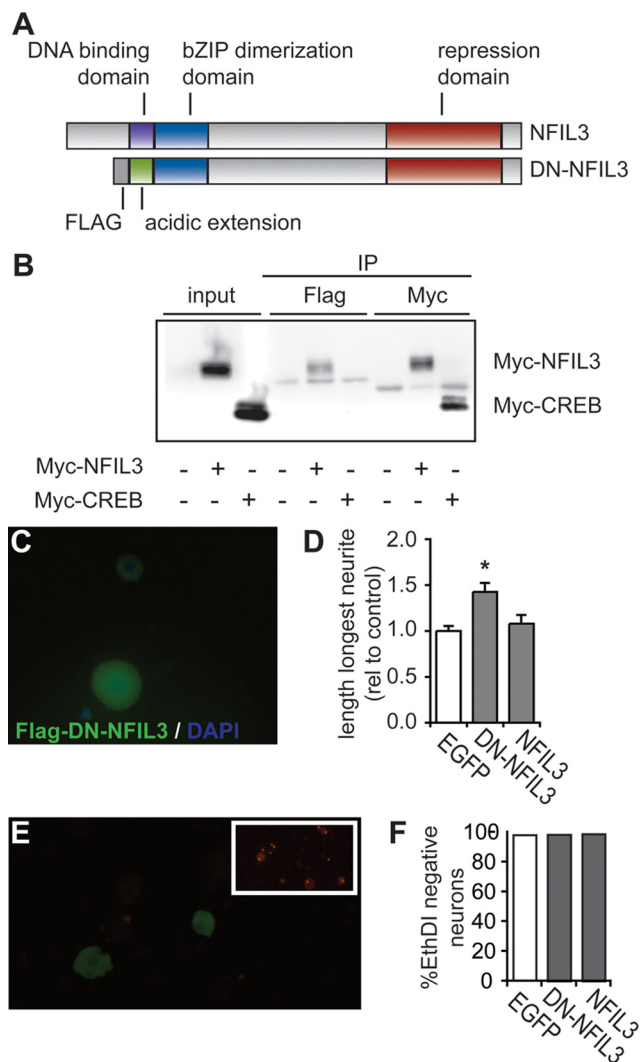 A
DNA binding domain
bZIP dimerization domain
repression domain
NFIL3
DN-NFIL3
FLAG
acidic extension
B
IP
input
Flag
Myc
Myc-NFIL3
Myc-CREB
Myc-NFIL3 - + - - + - - + -
Myc-CREB - - + - - + - - +
C
Flag-DN-NFIL3 / DAPI
D
length longest neurite
(rel to control)
2.0
1.5
1.0
0.5
0.0
*
EGFP
DN-NFIL3
NFIL3
E
F
%EthDI negative
neurons
100
80
60
40
20
0
EGFP
DN-NFIL3
NFIL3